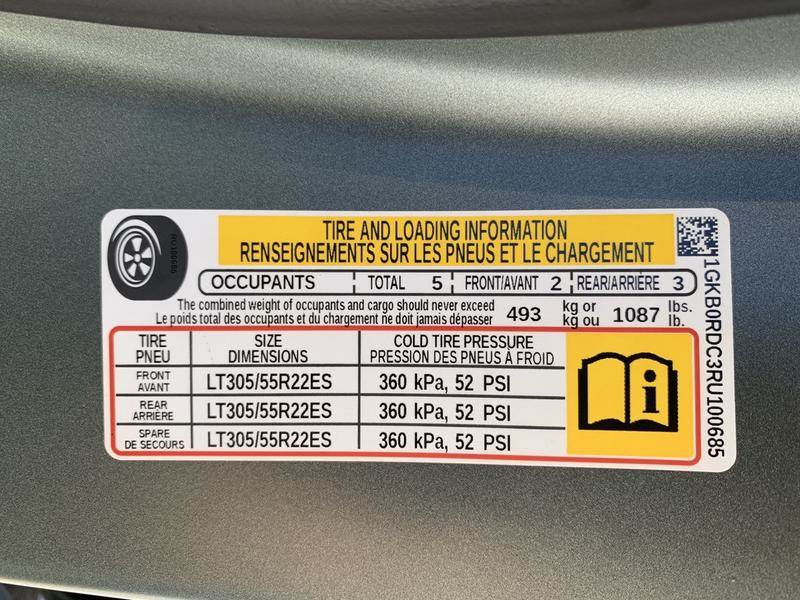 TIRE AND LOADING INFORMATION
RENSEIGNEMENTS SUR LES PNEUS ET LE CHARGEMENT
OCCUPANTS TOTAL 5 FRONT/AVANT 2 REAR/ARRIÈRE 3
The combined weight of occupants and cargo should never exceed 493 kg or 1087 lbs.
Le poids total des occupants et du chargement ne doit jamais dépasser kg ou lb.
TIRE SIZE COLD TIRE PRESSURE
PNEU DIMENSIONS PRESSION DES PNEUS À FROID
FRONT
AVANT LT305/55R22ES 360 kPa, 52 PSI
REAR
ARRIÈRE LT305/55R22ES 360 kPa, 52 PSI
SPARE
DE SECOURS LT305/55R22ES 360 kPa, 52 PSI
i
1GKB0RDC3RU100685
RU100685